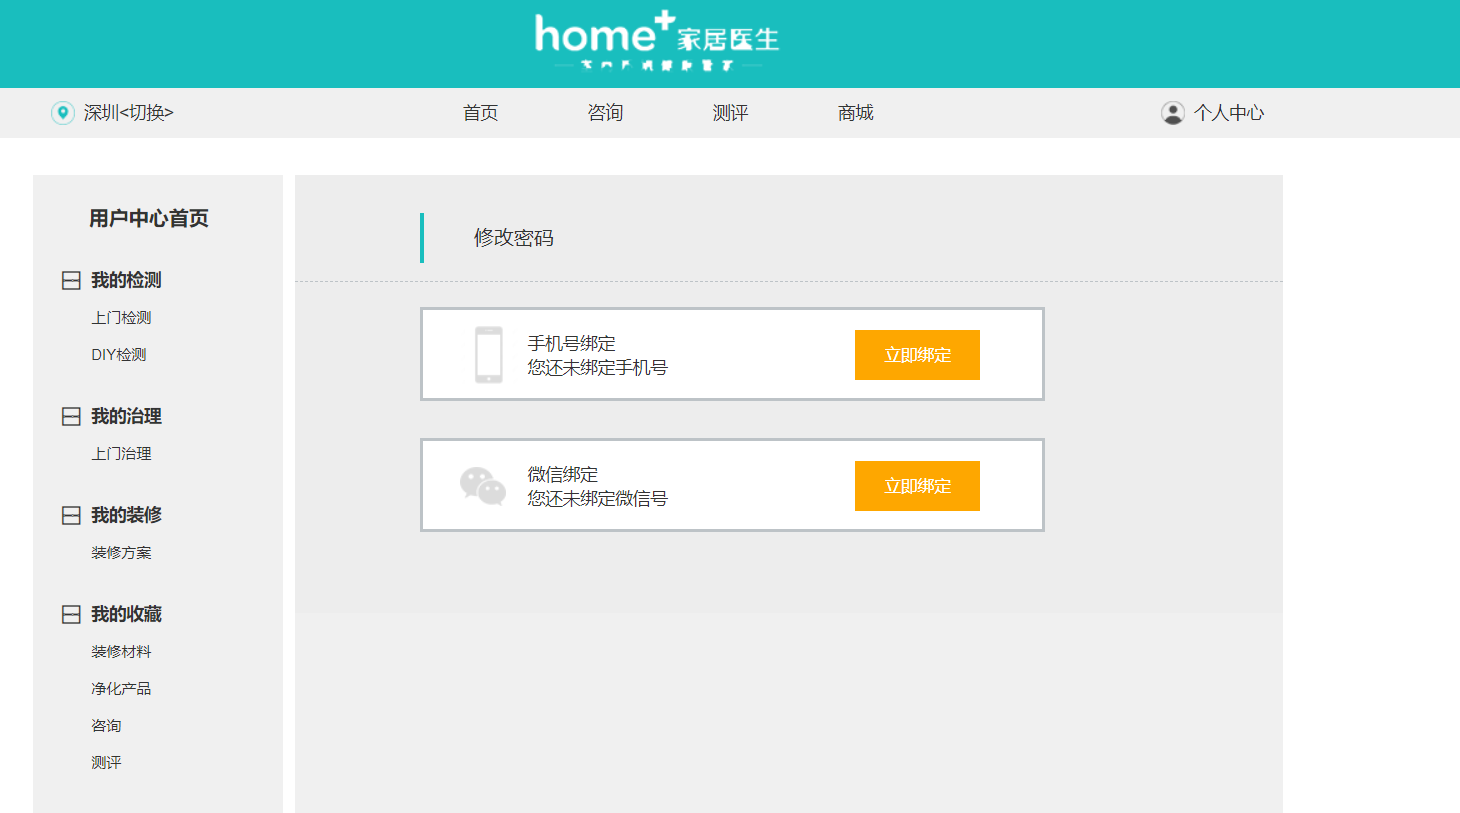 home+家居医生
深圳<切换>
首页
咨询
测评
商城
个人中心
用户中心首页
我的检测
上门检测
DIY检测
我的治理
上门治理
我的装修
装修方案
我的收藏
装修材料
净化产品
咨询
测评
修改密码
手机号绑定
您还未绑定手机号
立即绑定
微信绑定
您还未绑定微信号
立即绑定